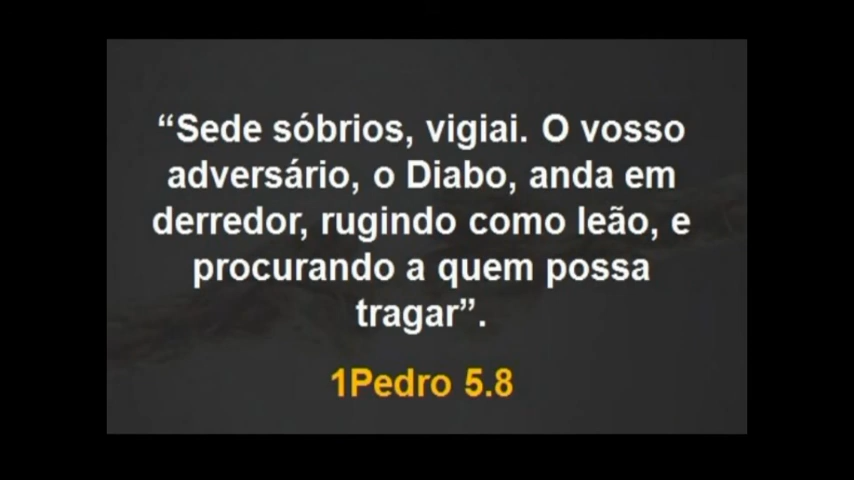 “Sede sóbrios, vigiai. O vosso
adversário, o Diabo, anda em
derredor, rugindo como leão, e
procurando a quem possa
tragar”.
1Pedro 5.8